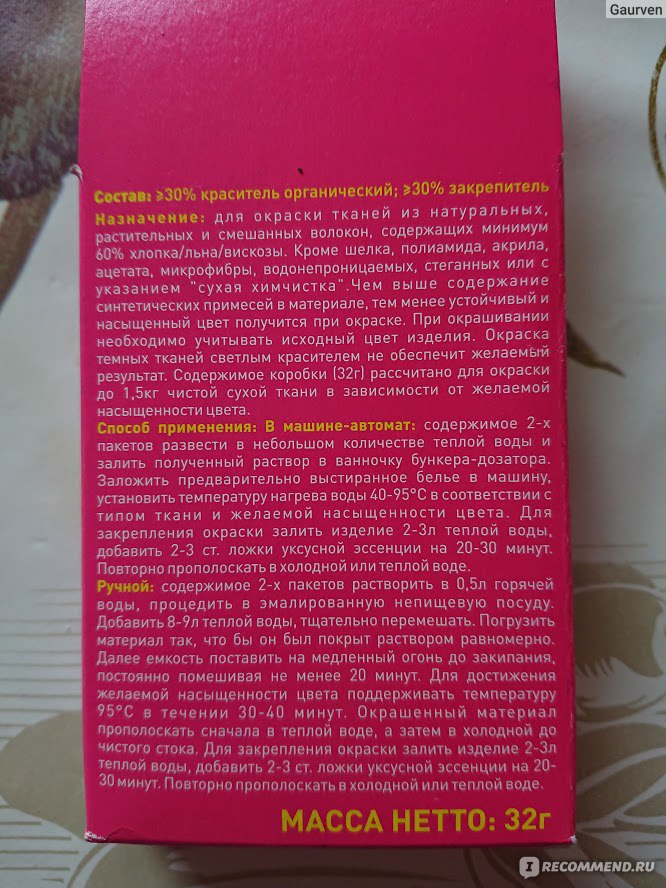 Gaurven
Состав: ⩾30% краситель органический; ⩾30% закрепитель
Назначение: для окраски тканей из натуральных,
растительных и смешанных волокон, содержащих минимум
60% хлопка/льна/вискозы. Кроме шелка, полиамида, акрила,
ацетата, микрофибры, водонепроницаемых, стеганных или с
указанием "сухая химчистка".Чем выше содержание
синтетических примесей в материале, тем менее устойчивый и
насыщенный цвет получится при окраске. При окрашивании
необходимо учитывать исходный цвет изделия. Окраска
темных тканей светлым красителем не обеспечит желаемый
результат. Содержимое коробки (32г) рассчитано для окраски
до 1,5кг чистой сухой ткани в зависимости от желаемой
насыщенности цвета.
Способ применения: В машине-автомат: содержимое 2-х
пакетов развести в небольшом количестве теплой воды и
залить полученный раствор в ванночку бункера-дозатора.
Заложить предварительно выстиранное белье в машину,
установить температуру нагрева воды 40-95°С в соответствии с
типом ткани и желаемой насыщенности цвета. Для
закрепления окраски залить изделие 2-3л теплой воды,
добавить 2-3 ст. ложки уксусной эссенции на 20-30 минут.
Повторно прополоскать в холодной или теплой воде.
Ручной: содержимое 2-х пакетов растворить в 0,5л горячей
воды, процедить в эмалированную непищевую посуду.
Добавить 8-9л теплой воды, тщательно перемешать. Погрузить
материал так, что бы он был покрыт раствором равномерно.
Далее емкость поставить на медленный огонь до закипания,
постоянно помешивая не менее 20 минут. Для достижения
желаемой насыщенности цвета поддерживать температуру
95°С в течении 30-40 минут. Окрашенный материал
прополоскать сначала в теплой воде, а затем в холодной до
чистого стока. Для закрепления окраски залить изделие 2-3л
теплой воды, добавить 2-3 ст. ложки уксусной эссенции на 20-
30 минут. Повторно прополоскать в холодной или теплой воде.
МАССА НЕТТО: 32г
I RECOMMEND.RU